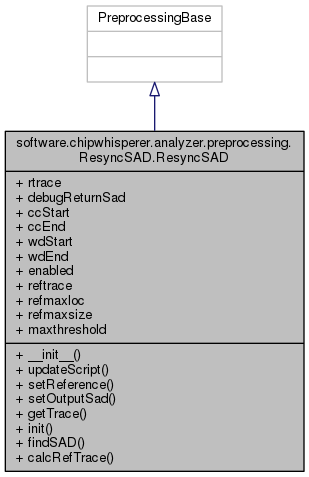 PreprocessingBase
software.chipwhisperer.analyzer.preprocessing.
ResyncSAD.ResyncSAD
+ rtrace
+ debugReturnSad
+ ccStart
+ ccEnd
+ wdStart
+ wdEnd
+ enabled
+ reftrace
+ refmaxloc
+ refmaxsize
+ maxthreshold
+ __init__()
+ updateScript()
+ setReference()
+ setOutputSad()
+ getTrace()
+ init()
+ findSAD()
+ calcRefTrace()